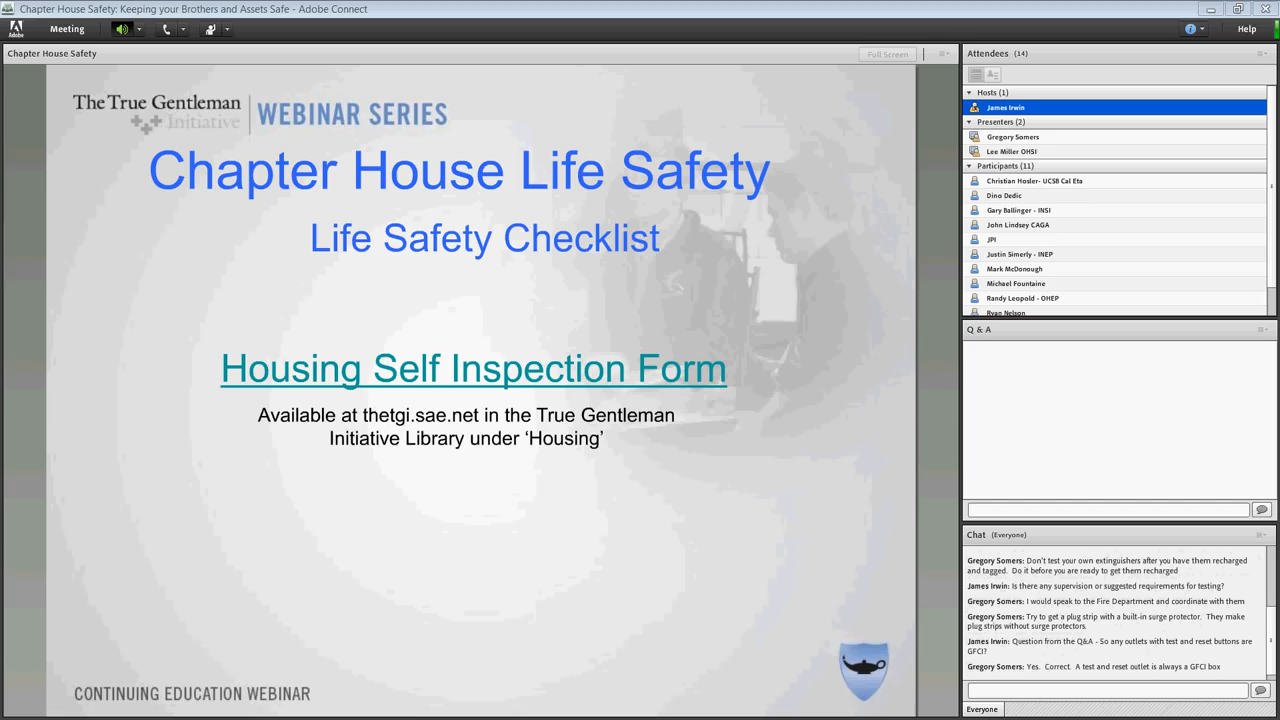 Chapter House Safety: Keeping your Brothers and Assets Safe - Adobe Connect
Adobe
Meeting
Help
Chapter House Safety
Full Screen
The True Gentleman
Initiative
WEBINAR SERIES
Chapter House Life Safety
Life Safety Checklist
Housing Self Inspection Form
Available at thetgi.sae.net in the True Gentleman
Initiative Library under ‘Housing’
CONTINUING EDUCATION WEBINAR
Attendees (14)
Hosts (1)
James Irwin
Presenters (2)
Gregory Somers
Lee Miller OHSI
Participants (11)
Christian Hosler- UCSB Cal Eta
Dino Dedic
Gary Ballinger - INSI
John Lindsey CAGA
JPI
Justin Simerly - INEP
Mark McDonough
Michael Fountaine
Randy Leopold - OHEP
Ryan Nelson
Q & A
Chat (Everyone)
Gregory Somers: Don't test your own extinguishers after you have them recharged
and tagged. Do it before you are ready to get them recharged
James Irwin: Is there any supervision or suggested requirements for testing?
Gregory Somers: I would speak to the Fire Department and coordinate with them
Gregory Somers: Try to get a plug strip with a built-in surge protector. They make
plug strips without surge protectors.
James Irwin: Question from the Q&A - So any outlets with test and reset buttons are
GFCI?
Gregory Somers: Yes. Correct. A test and reset outlet is always a GFCI box
Everyone